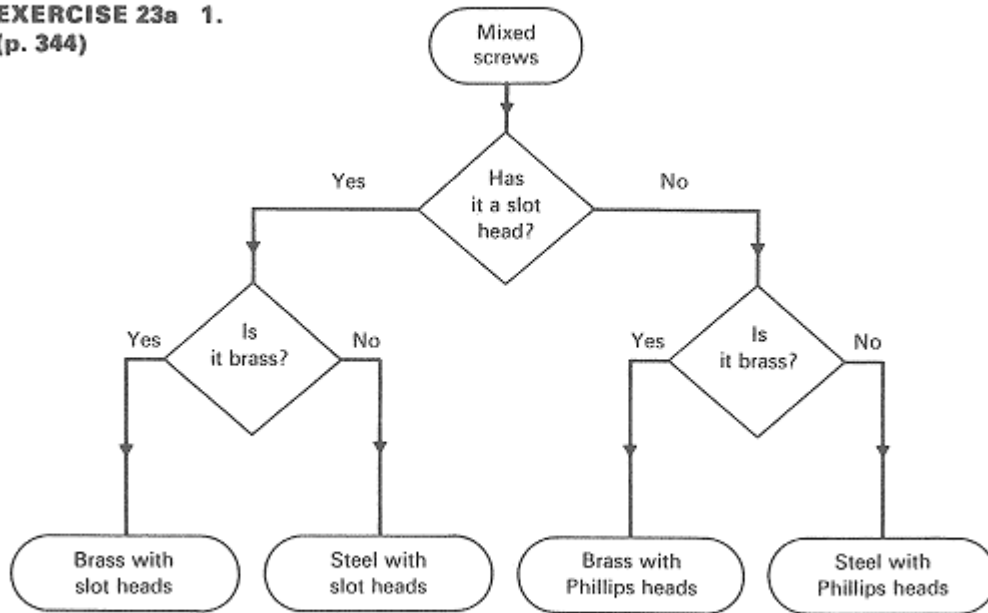 EXERCISE 23a 1.
(p. 344)
Mixed
screws
Yes
Has
it a slot
head?
No
Yes
Is
it brass?
No
Yes
Is
it brass?
No
Brass with
slot heads
Steel with
slot heads
Brass with
Phillips heads
Steel with
Phillips heads